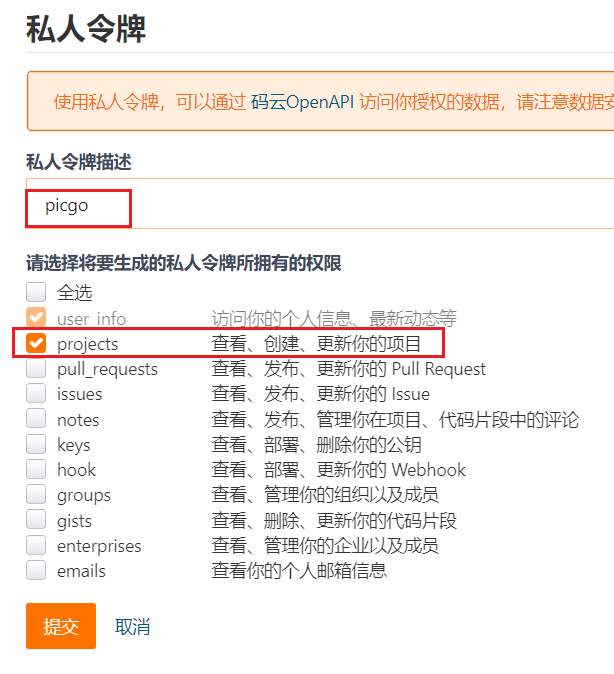 私人令牌
使用私人令牌，可以通过 码云OpenAPI 访问你授权的数据，请注意数据安
私人令牌描述
picgo
请选择将要生成的私人令牌所拥有的权限
全选
user_info 访问你的个人信息、最新动态等
projects 查看、创建、更新你的项目
pull_requests 查看、发布、更新你的 Pull Request
issues 查看、发布、更新你的 Issue
notes 查看、发布、管理你在项目、代码片段中的评论
keys 查看、部署、删除你的公钥
hook 查看、部署、更新你的 Webhook
groups 查看、管理你的组织以及成员
gists 查看、删除、更新你的代码片段
enterprises 查看、管理你的企业以及成员
emails 查看你的个人邮箱信息
提交 取消